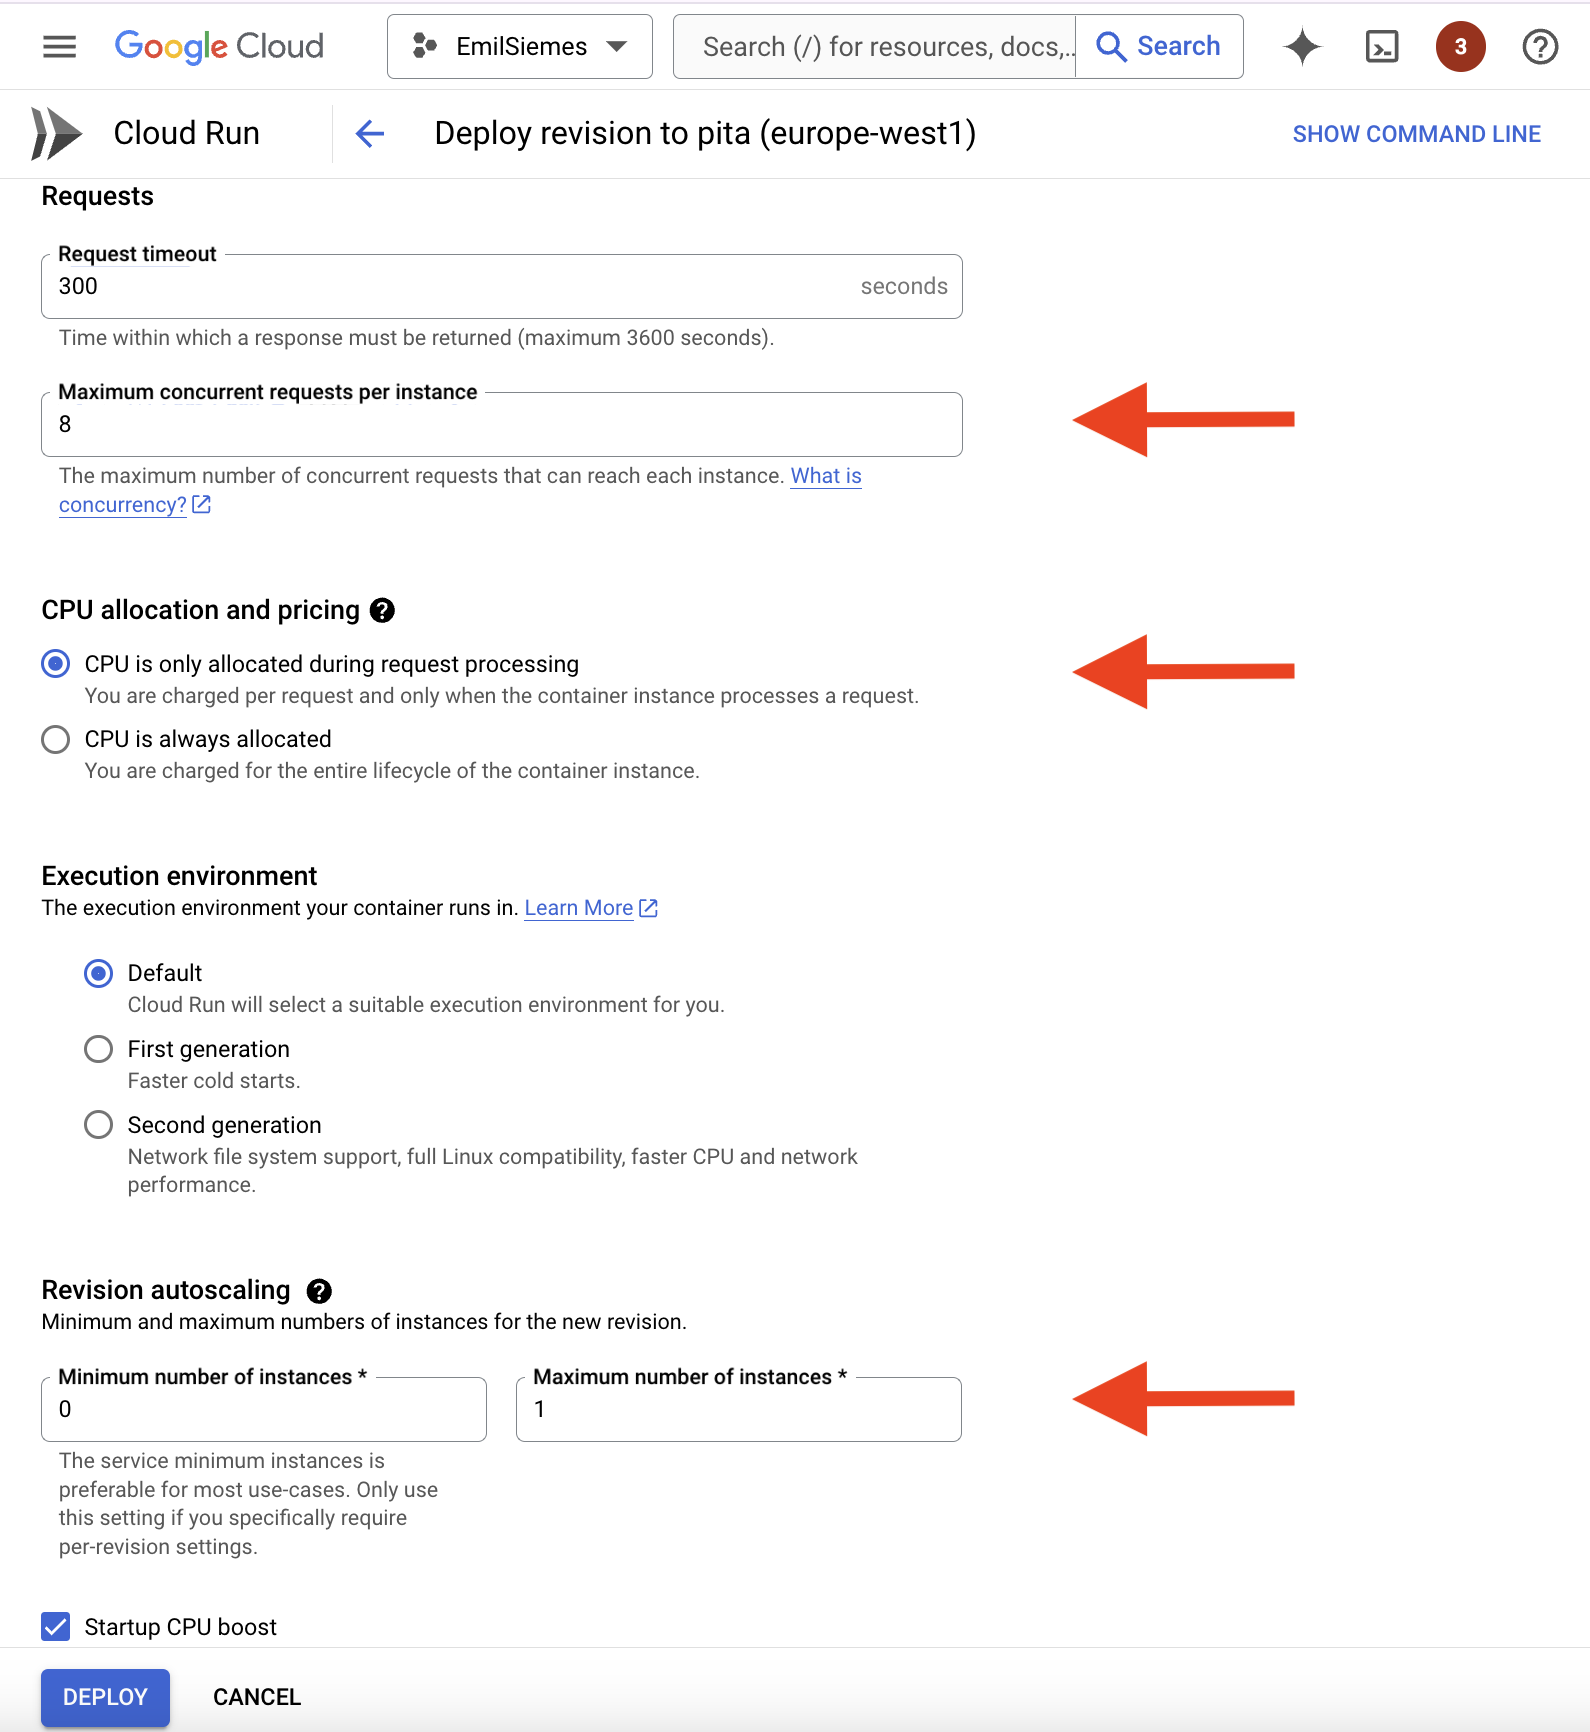 Google Cloud
EmilSiemes
Search (/) for resources, docs,..
Search
3
Cloud Run
Deploy revision to pita (europe-west1)
SHOW COMMAND LINE
Requests
Request timeout
300
seconds
Time within which a response must be returned (maximum 3600 seconds).
Maximum concurrent requests per instance
8
The maximum number of concurrent requests that can reach each instance. What is
concurrency?
CPU allocation and pricing
CPU is only allocated during request processing
You are charged per request and only when the container instance processes a request.
CPU is always allocated
You are charged for the entire lifecycle of the container instance.
Execution environment
The execution environment your container runs in. Learn More
Default
Cloud Run will select a suitable execution environment for you.
First generation
Faster cold starts.
Second generation
Network file system support, full Linux compatibility, faster CPU and network
performance.
Revision autoscaling
Minimum and maximum numbers of instances for the new revision.
Minimum number of instances *
0
Maximum number of instances *
1
The service minimum instances is
preferable for most use-cases. Only use
this setting if you specifically require
per-revision settings.
Startup CPU boost
DEPLOY
CANCEL